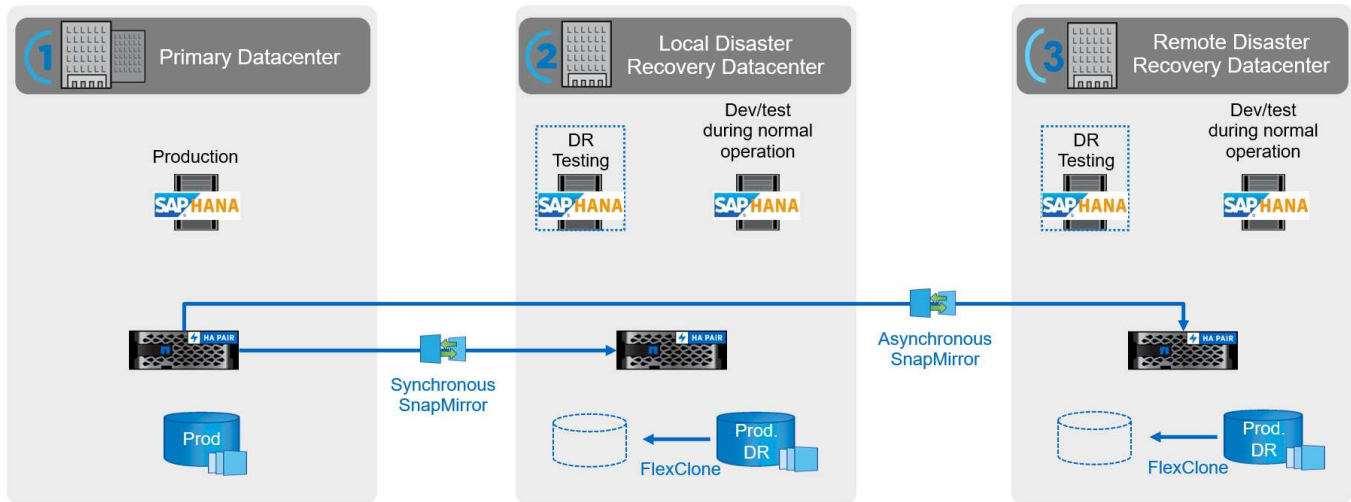 1
Primary Datacenter
Production
SAP HANA
HA PAIR
Prod
Synchronous
SnapMirror
2
Local Disaster
Recovery Datacenter
DR
Testing
SAP HANA
Dev/test
during normal
operation
SAP HANA
HA PAIR
FlexClone
Prod.
DR
Asynchronous
SnapMirror
3
Remote Disaster
Recovery Datacenter
DR
Testing
SAP HANA
Dev/test
during normal
operation
SAP HANA
HA PAIR
FlexClone
Prod.
DR